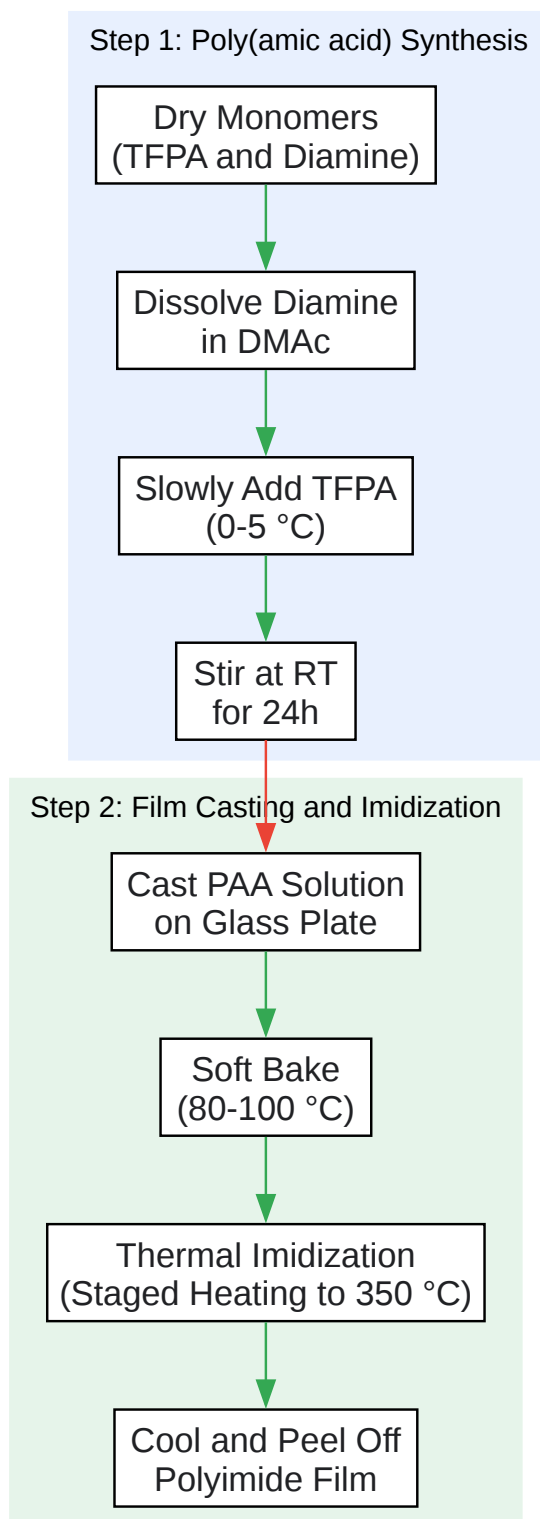 Step 1: Poly(amic acid) Synthesis
Dry Monomers
(TFPA and Diamine)
Dissolve Diamine
in DMAc
Slowly Add TFPA
(0-5 °C)
Stir at RT
for 24h
Step 2: Film Casting and Imidization
Cast PAA Solution
on Glass Plate
Soft Bake
(80-100 °C)
Thermal Imidization
(Staged Heating to 350 °C)
Cool and Peel Off
Polyimide Film